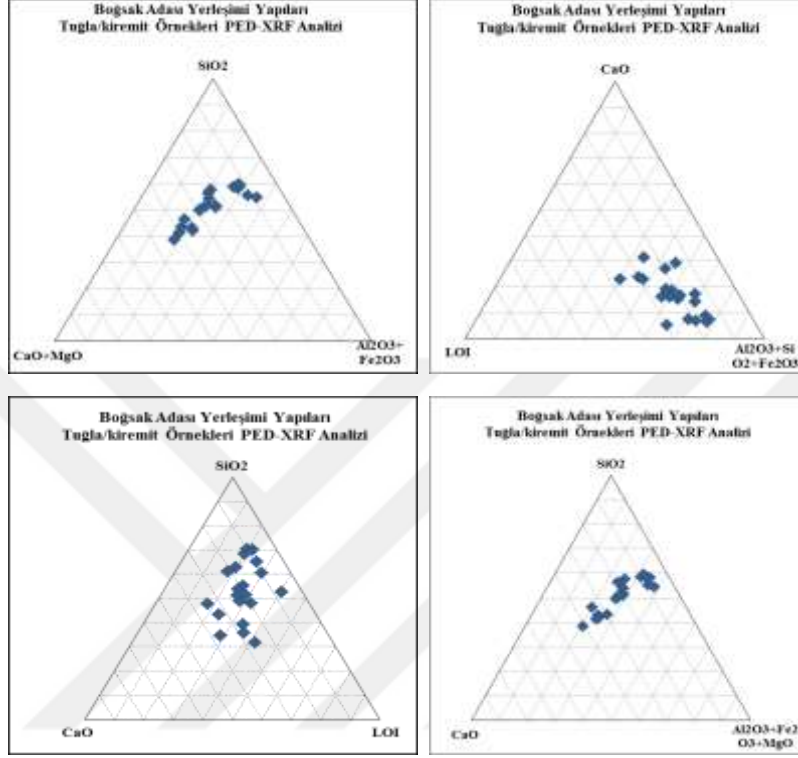 Boğsak Adası Yerleşimi Yapıları
Tuğla/kiremit Örnekleri PED-XRF Analizi
SiO2
CaO+MgO
Al2O3+
Fe2O3
Boğsak Adası Yerleşimi Yapıları
Tuğla/kiremit Örnekleri PED-XRF Analizi
CaO
LOI
Al2O3+Si
O2+Fe2O3
Boğsak Adası Yerleşimi Yapıları
Tuğla/kiremit Örnekleri PED-XRF Analizi
SiO2
CaO
LOI
Boğsak Adası Yerleşimi Yapıları
Tuğla/kiremit Örnekleri PED-XRF Analizi
SiO2
CaO
Al2O3+Fe2
O3+MgO